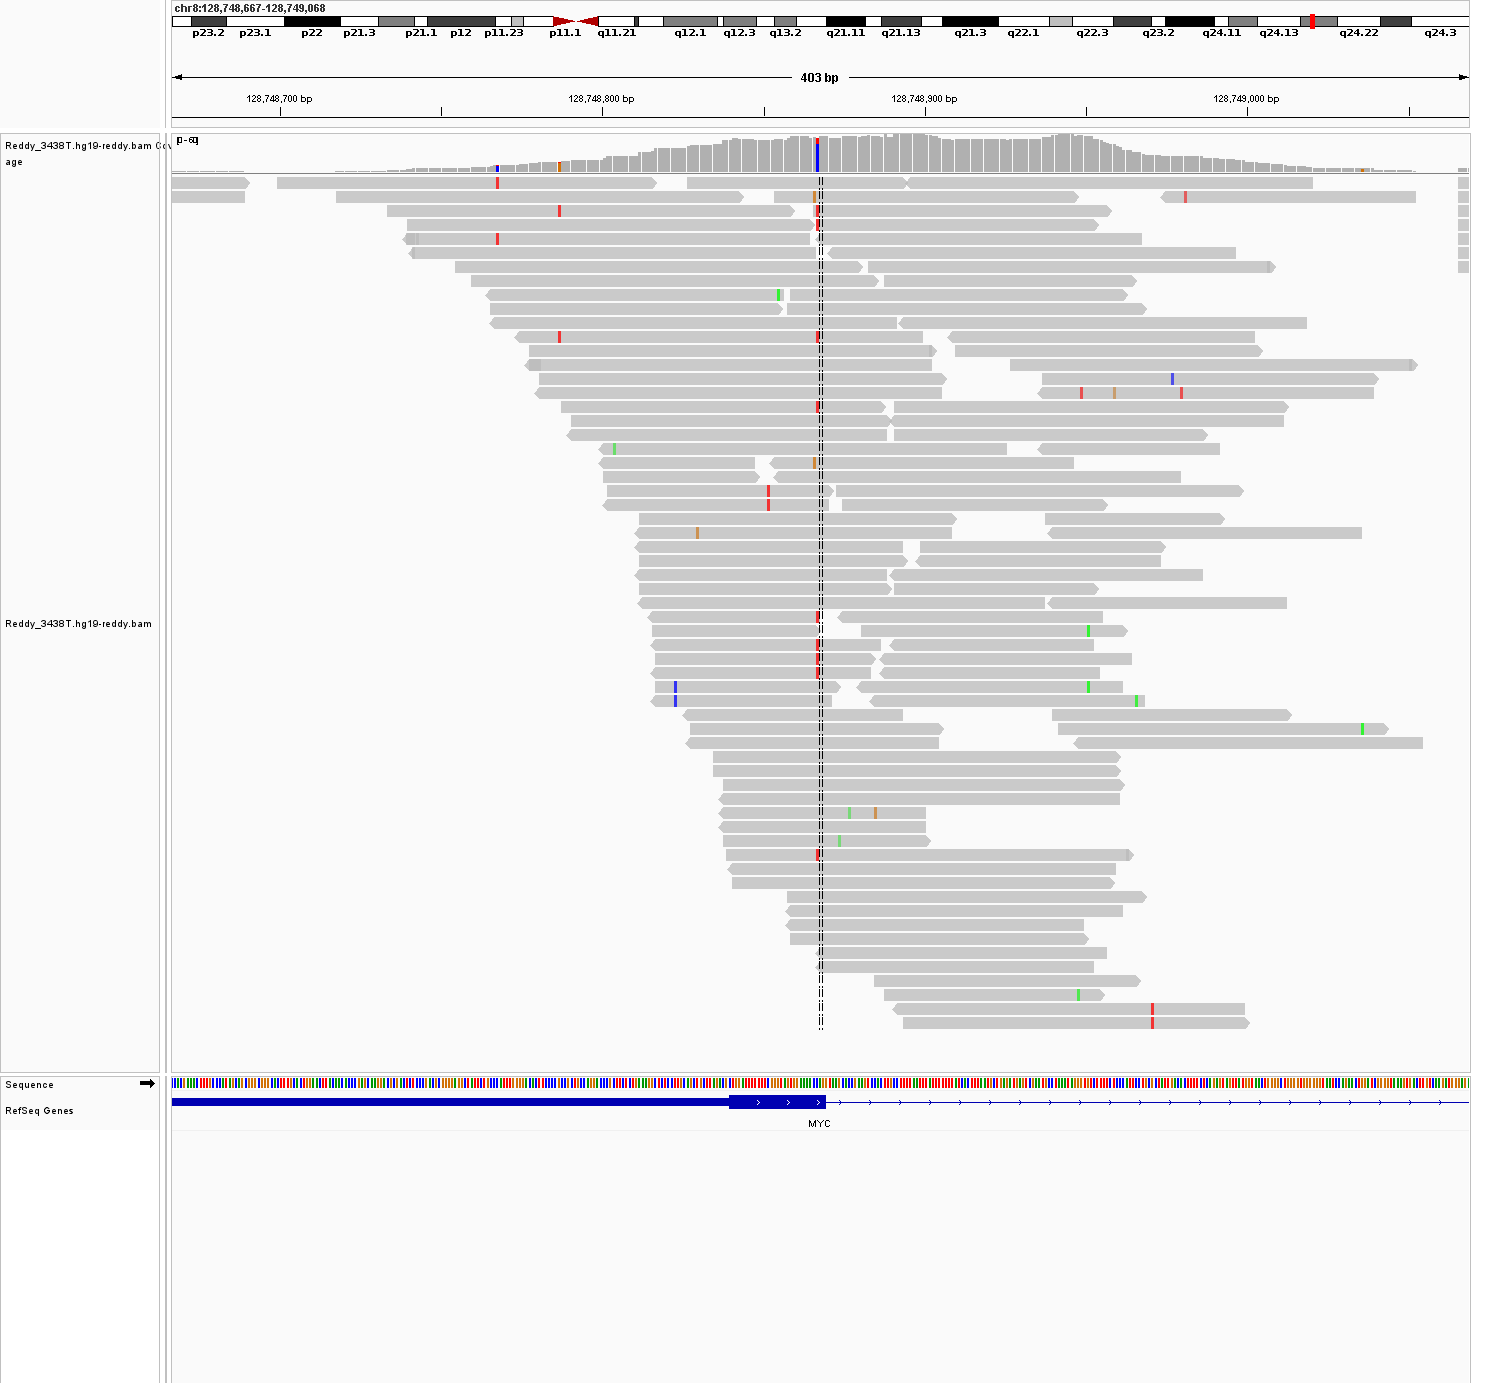 chr8:128,748,667-128,749,068
p23.2 p23.1 p22 p21.3 p21.1 p12 p11.23 p11.1 q11.21 q12.1 q12.3 q13.2 q21.11 q21.13 q21.3 q22.1 q22.3 q23.2 q24.11 q24.13 q24.22 q24.3
403 bp
128,748,700 bp 128,748,800 bp 128,748,900 bp 128,749,000 bp
Reddy_3438T.hg19-reddy.bam
age
Reddy_3438T.hg19-reddy.bam
Sequence
RefSeq Genes
MYC